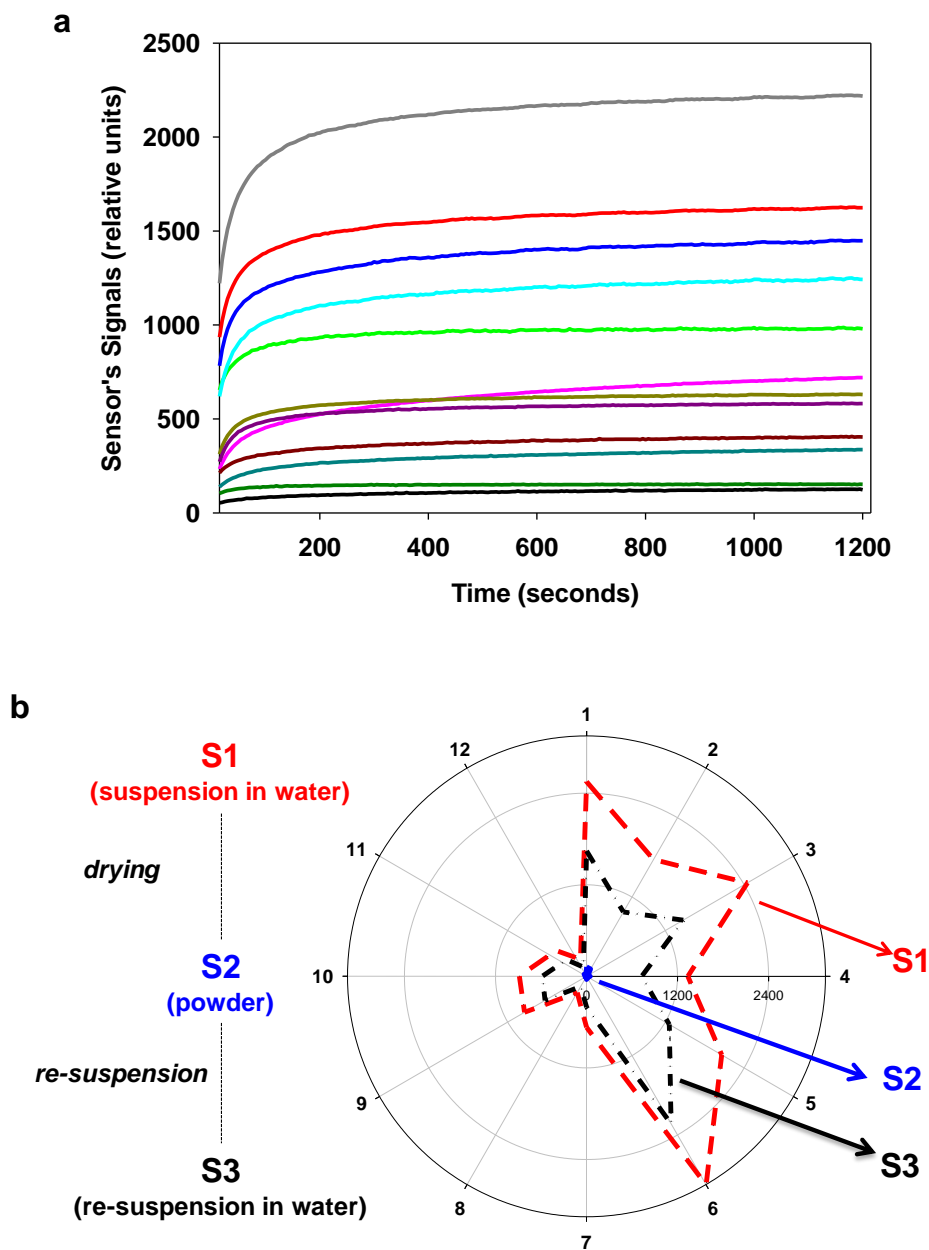 a
2500
2000
1500
1000
500
0
Sensor's Signals (relative units)
200 400 600 800 1000 1200
Time (seconds)
b
S1
(suspension in water)
drying
S2
(powder)
re-suspension
S3
(re-suspension in water)
1
2
3
4
5
6
7
8
9
10
11
12
0 1200 2400
S1
S2
S3